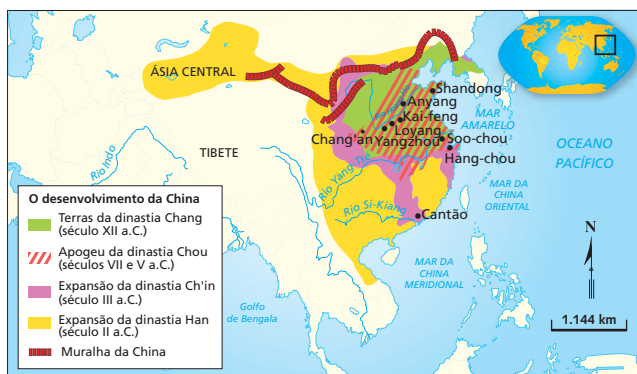 ÁSIA CENTRAL
TIBETE
Rio Indo
Shandong
Anyang
Kai-feng
Loyang
Yangzhou
Chang'an
Soo-chou
Hang-chou
Cantão
Rio Yang-Tse
Rio Si-Kiang
MAR
AMARELO
OCEANO
PACÍFICO
MAR DA
CHINA
ORIENTAL
MAR DA
CHINA
MERIDIONAL
Golfo
de Bengala
N
1.144 km
O desenvolvimento da China
Terras da dinastia Chang
(século XII a.C.)
Apogeu da dinastia Chou
(séculos VII e V a.C.)
Expansão da dinastia Ch'in
(século III a.C.)
Expansão da dinastia Han
(século II a.C.)
Muralha da China